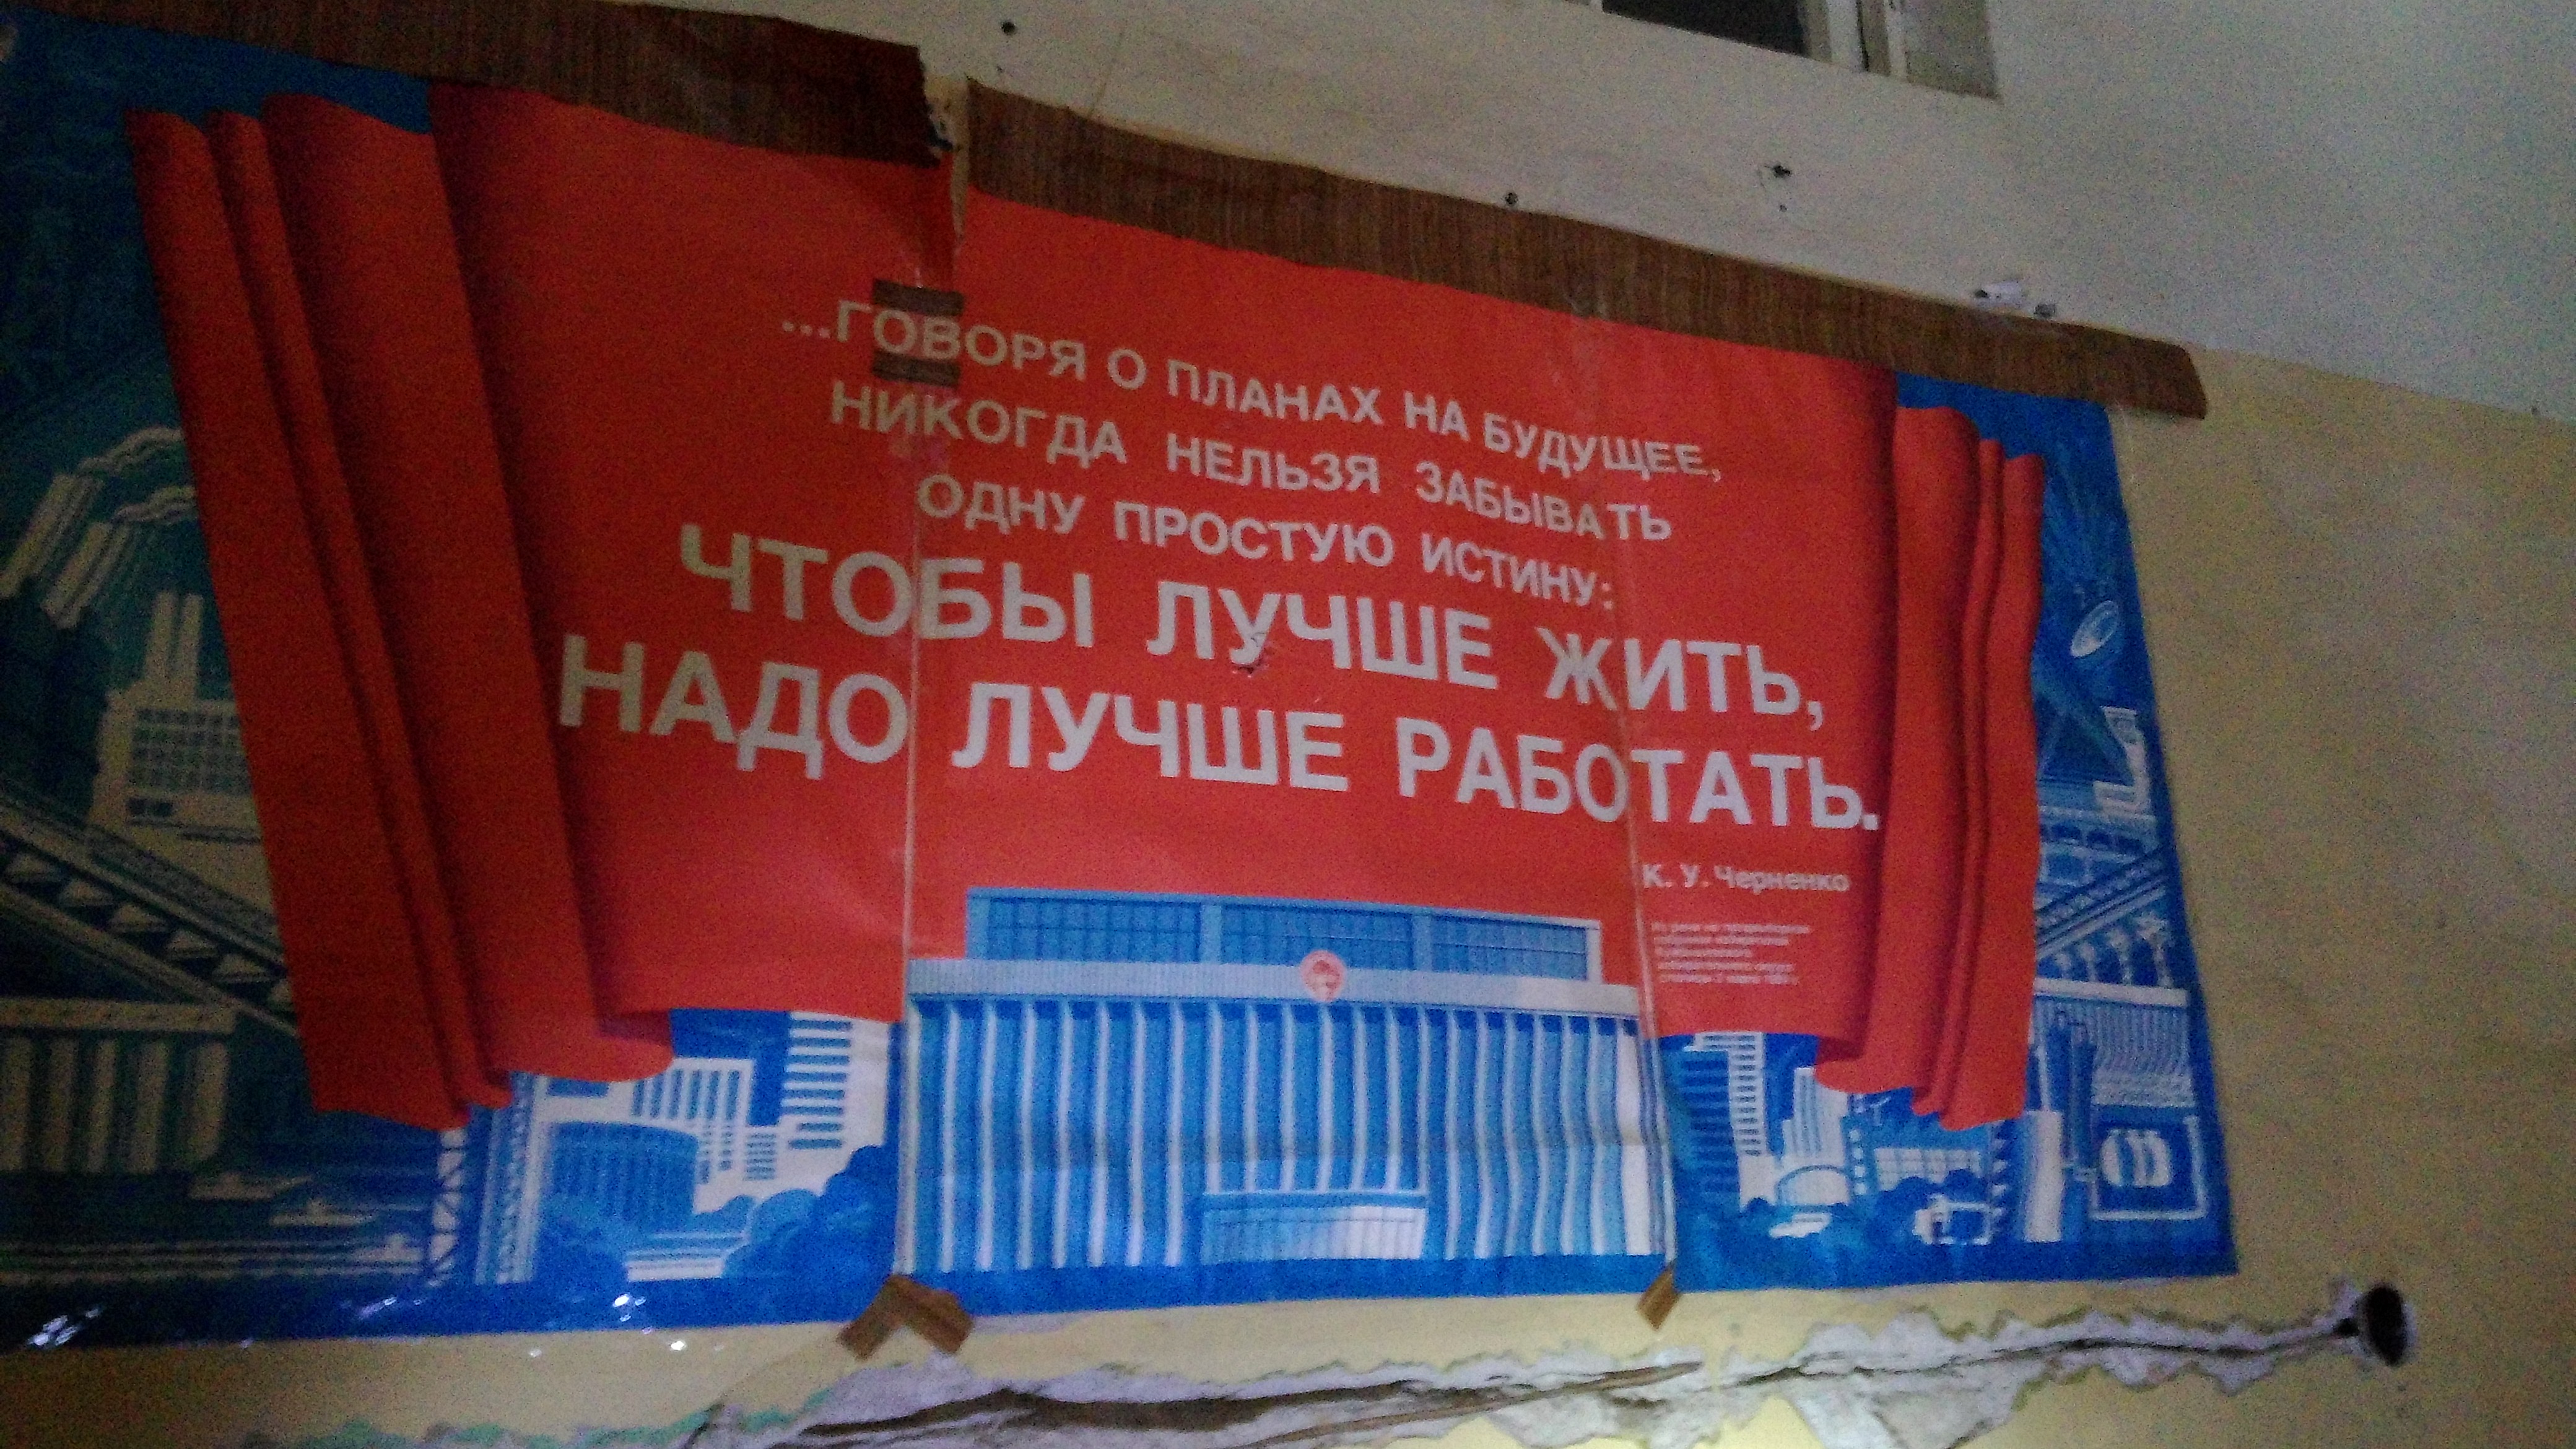 ...ГОВОРЯ О ПЛАНАХ НА БУДУЩЕЕ,
НИКОГДА НЕЛЬЗЯ ЗАБЫВАТЬ
ОДНУ ПРОСТУЮ ИСТИНУ:
ЧТОБЫ ЛУЧШЕ ЖИТЬ,
НАДО ЛУЧШЕ РАБОТАТЬ.
К. У. Черненко